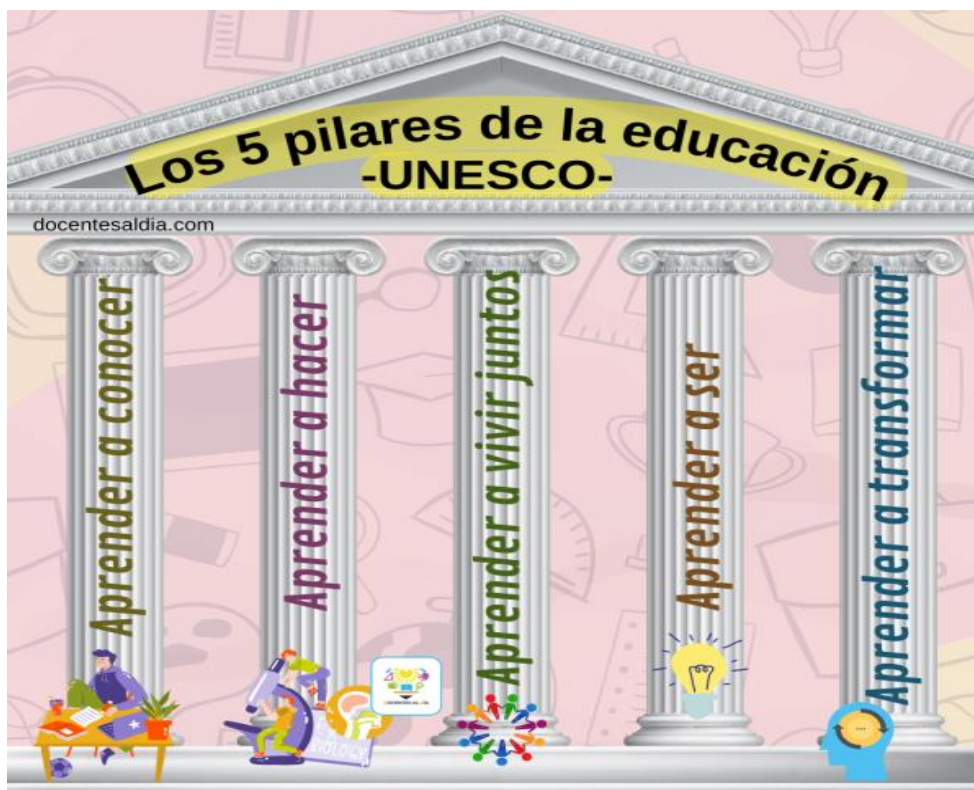 Los 5 pilares de la educación
-UNESCO-
docentesaldia.com
Aprender a conocer
Aprender a hacer
Aprender a vivir juntos
Aprender a ser
Aprender a transformar
BIOLOGY